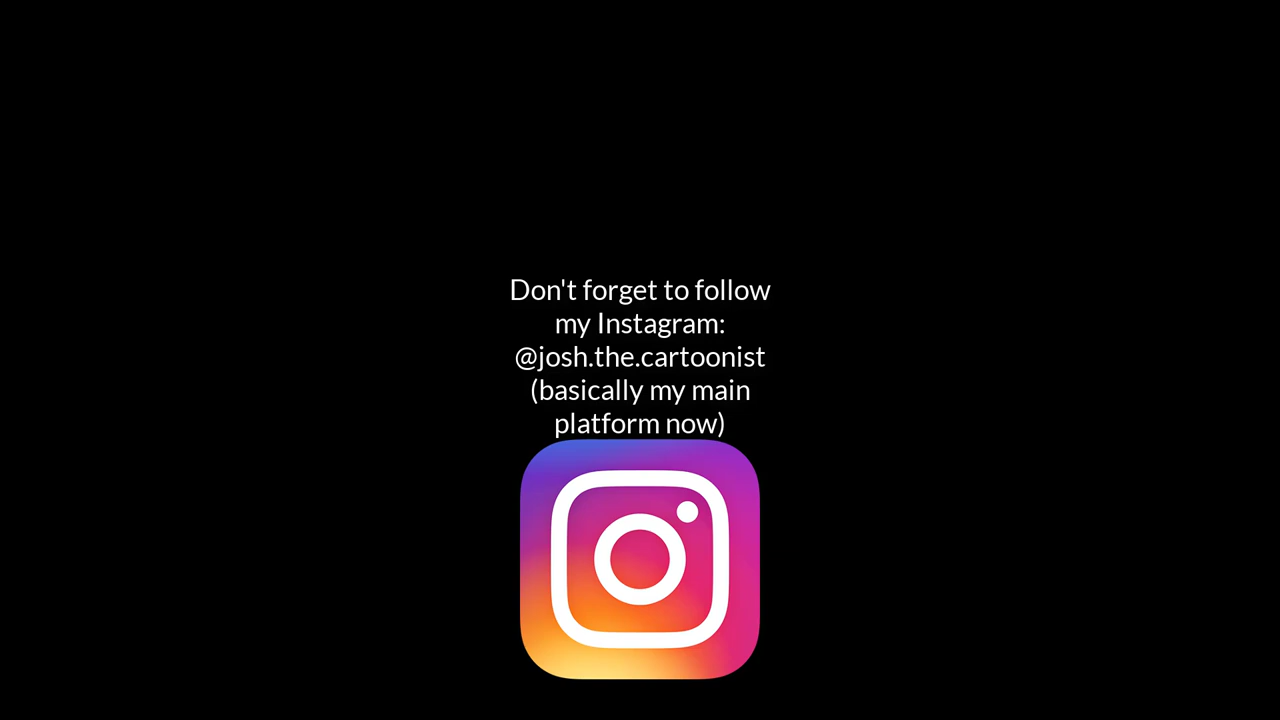 Don't forget to follow
my Instagram:
@josh.the.cartoonist
(basically my main
platform now)